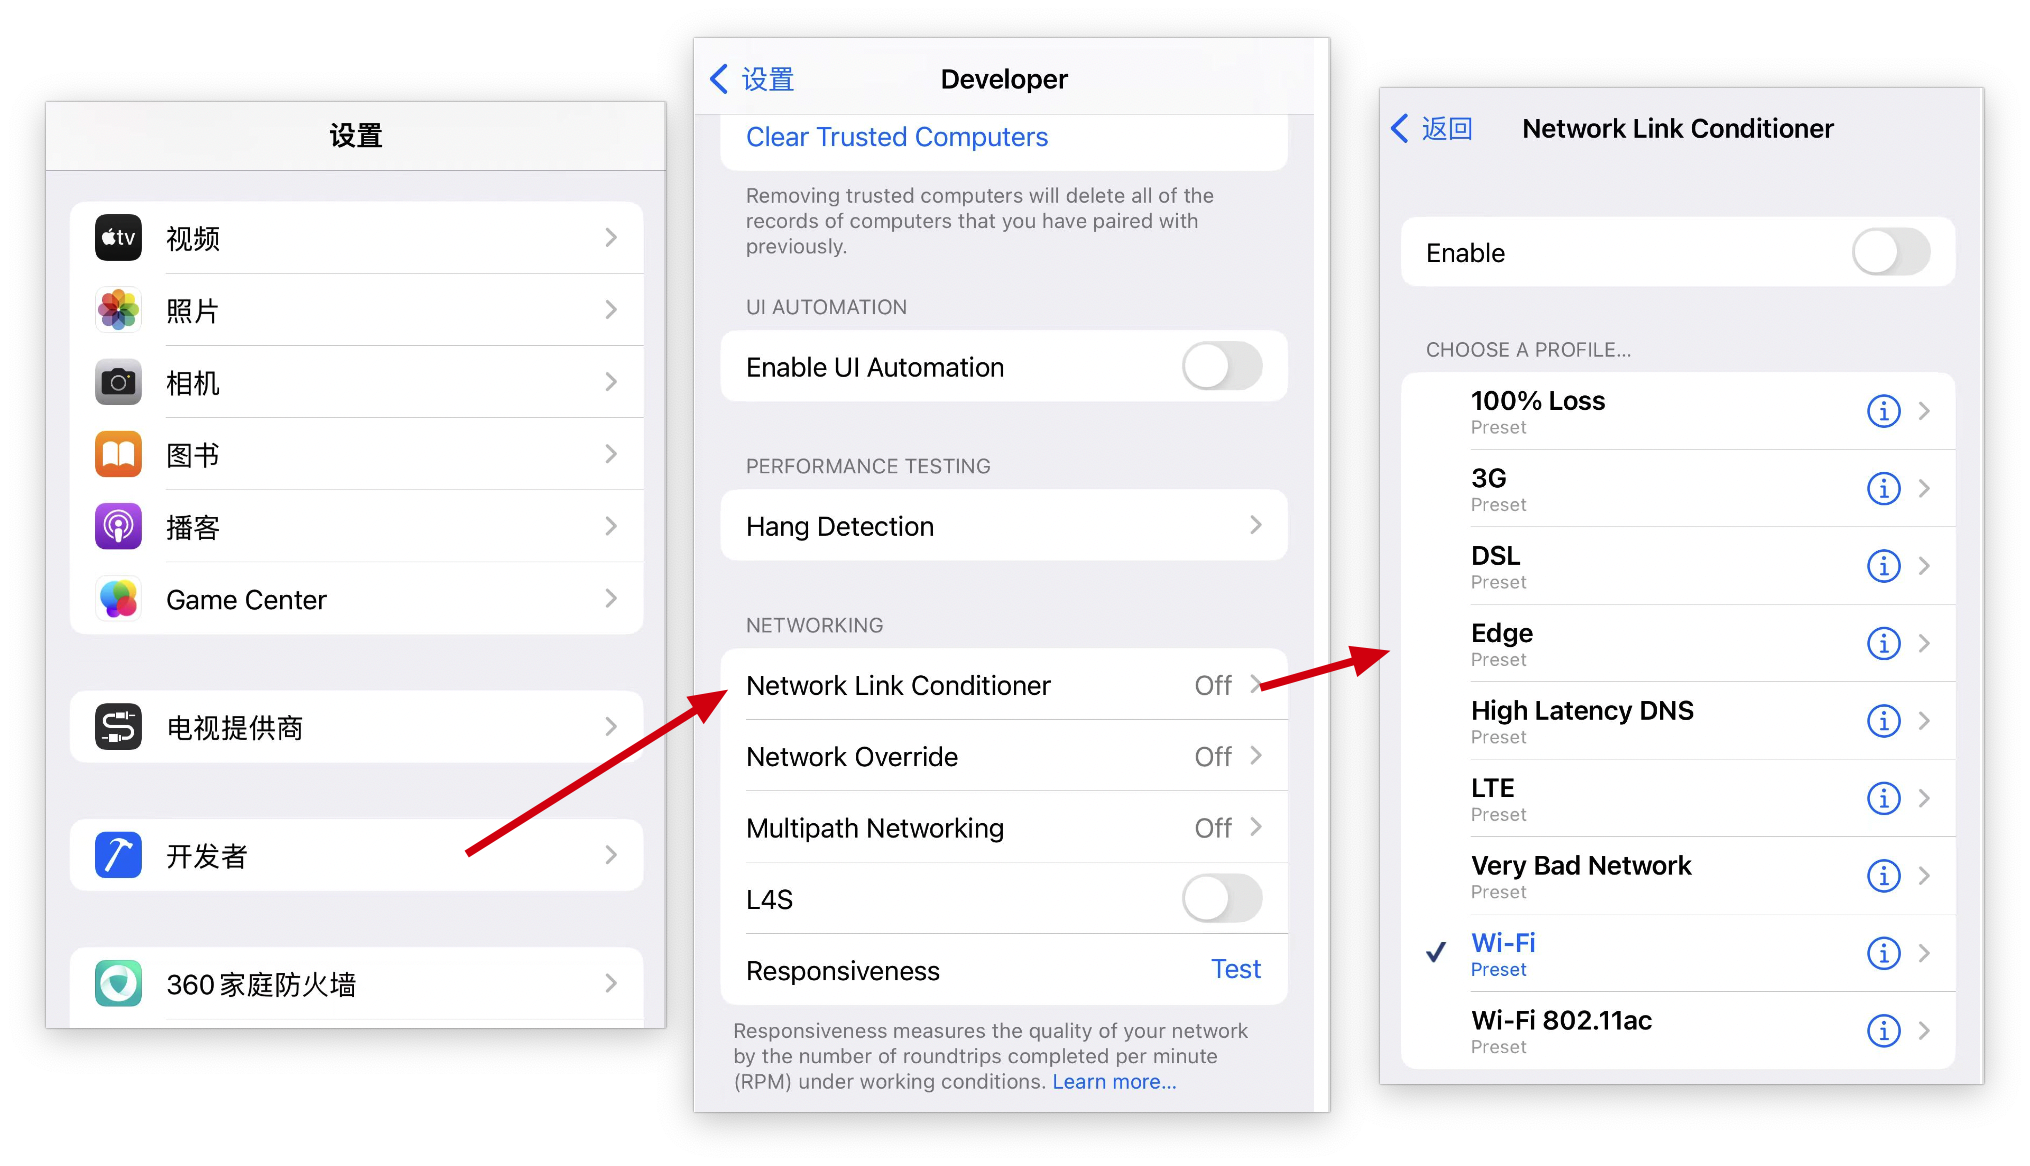 设置
tv
视频
照片
相机
图书
播客
Game Center
电视提供商
开发者
360家庭防火墙
设置
Developer
Clear Trusted Computers
Removing trusted computers will delete all of the
records of computers that you have paired with
previously.
UI AUTOMATION
Enable UI Automation
PERFORMANCE TESTING
Hang Detection
NETWORKING
Network Link Conditioner Off
Network Override Off
Multipath Networking Off
L4S
Responsiveness Test
Responsiveness measures the quality of your network
by the number of roundtrips completed per minute
(RPM) under working conditions. Learn more...
返回
Network Link Conditioner
Enable
CHOOSE A PROFILE...
100% Loss
Preset
3G
Preset
DSL
Preset
Edge
Preset
High Latency DNS
Preset
LTE
Preset
Very Bad Network
Preset
Wi-Fi
Preset
Wi-Fi 802.11ac
Preset